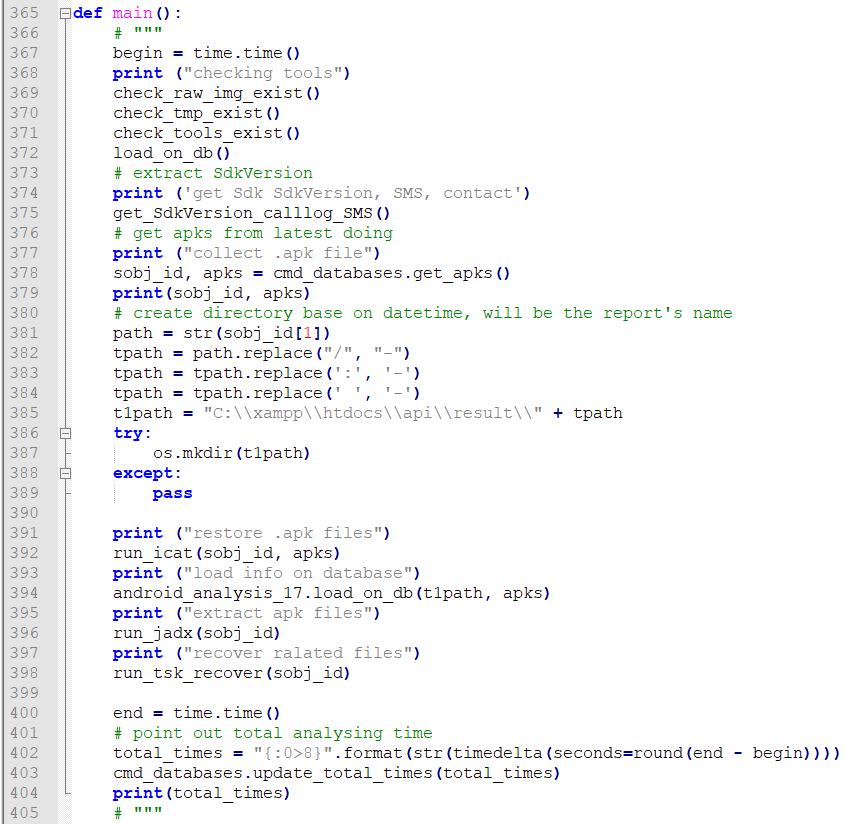 365 def main():
366     # """
367     begin = time.time()
368     print ("checking tools")
369     check_raw_img_exist()
370     check_tmp_exist()
371     check_tools_exist()
372     load_on_db()
373     # extract SdkVersion
374     print ('get Sdk SdkVersion, SMS, contact')
375     get_SdkVersion_calllog_SMS()
376     # get apks from latest doing
377     print ("collect .apk file")
378     sobj_id, apks = cmd_databases.get_apks()
379     print(sobj_id, apks)
380     # create directory base on datetime, will be the report's name
381     path = str(sobj_id[1])
382     tpath = path.replace("/", "-")
383     tpath = tpath.replace(':', '-')
384     tpath = tpath.replace(' ', '-')
385     t1path = "C:\\xampp\\htdocs\\api\\result\\" + tpath
386     try:
387         os.mkdir(t1path)
388     except:
389         pass
390
391     print ("restore .apk files")
392     run_icat(sobj_id, apks)
393     print ("load info on database")
394     android_analysis_17.load_on_db(t1path, apks)
395     print ("extract apk files")
396     run_jadx(sobj_id)
397     print ("recover ralated files")
398     run_tsk_recover(sobj_id)
399
400     end = time.time()
401     # point out total analysing time
402     total_times = "{:0>8}".format(str(timedelta(seconds=round(end - begin))))
403     cmd_databases.update_total_times(total_times)
404     print(total_times)
405     # """